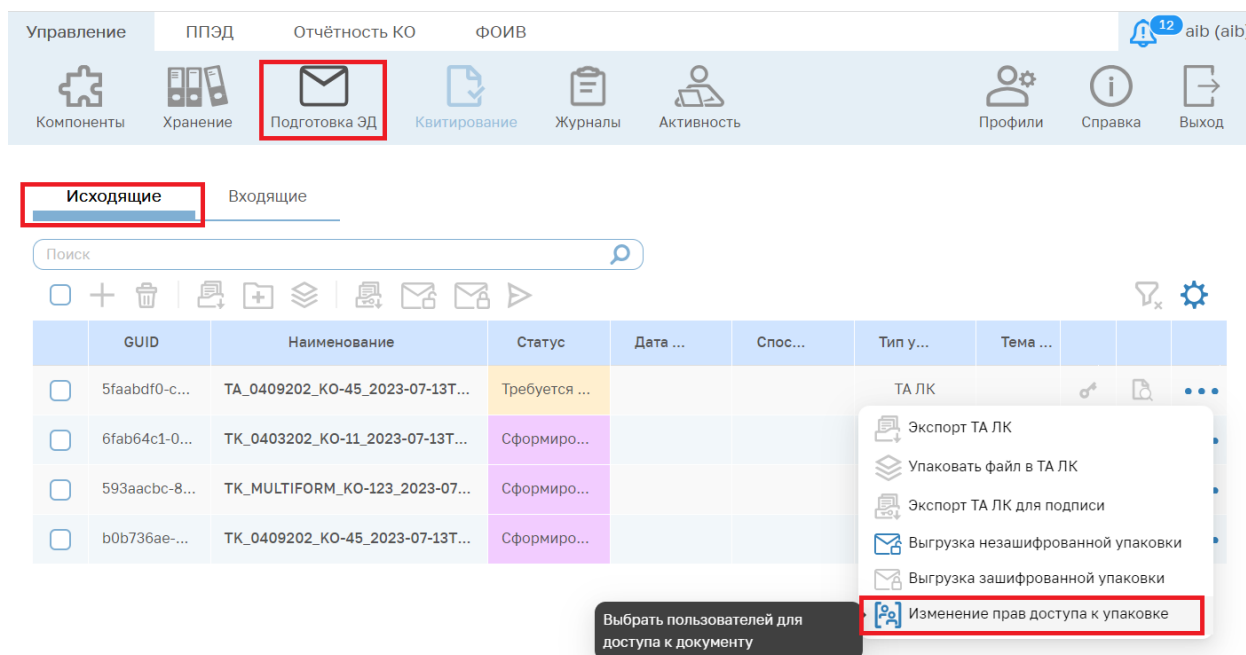 Управление ППЭД Отчётность КО ФОИВ 12 aib (aib)
Компоненты Хранение Подготовка ЭД Квитирование Журналы Активность Профили Справка Выход
Исходящие Входящие
Поиск
GUID Наименование Статус Дата ... Спос... Тип у... Тема ...
5faabdf0-c... TA_0409202_KO-45_2023-07-13T... Требуется ... ТА ЛК
6fab64c1-0... TK_0403202_KO-11_2023-07-13T... Сформиро...
593aacbc-8... TK_MULTIFORM_KO-123_2023-07... Сформиро...
b0b736ae-... TK_0409202_KO-45_2023-07-13T... Сформиро...
Экспорт ТА ЛК
Упаковать файл в ТА ЛК
Экспорт ТА ЛК для подписи
Выгрузка незашифрованной упаковки
Выгрузка зашифрованной упаковки
Изменение прав доступа к упаковке
Выбрать пользователей для
доступа к документу